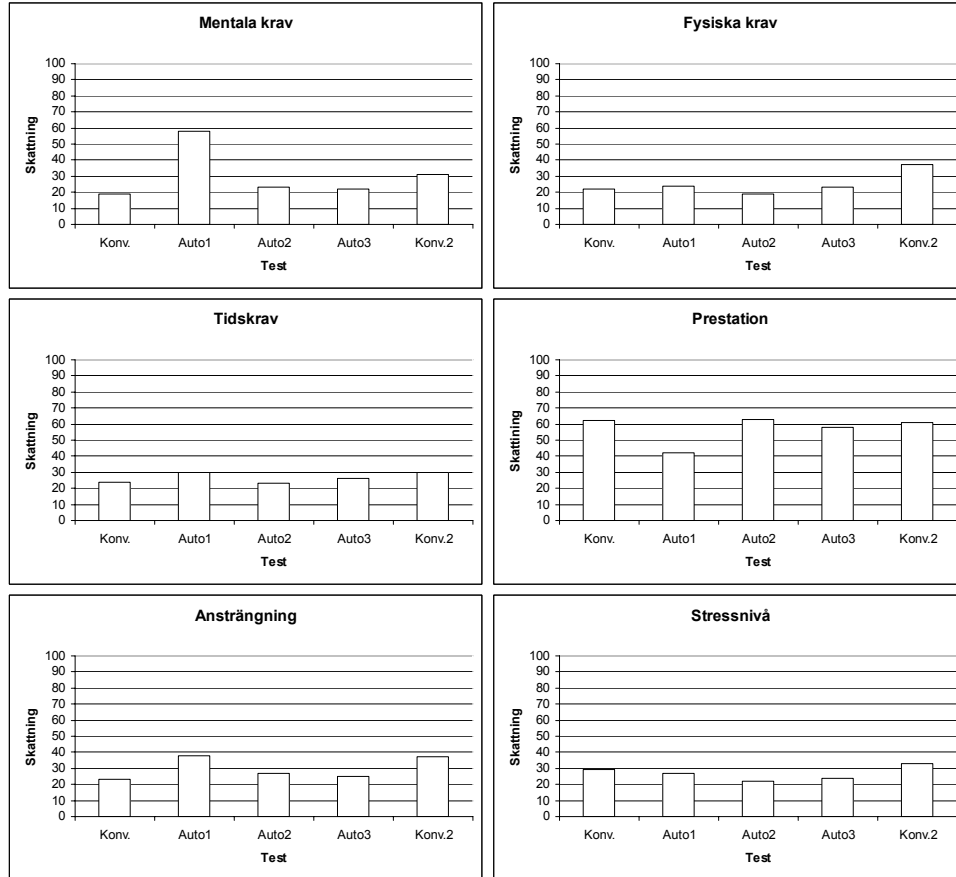 Mentala krav
100
90
80
70
60
50
40
30
20
10
0
Skattning
Konv. Auto1 Auto2 Auto3 Konv.2
Test
Fysiska krav
100
90
80
70
60
50
40
30
20
10
0
Skattning
Konv. Auto1 Auto2 Auto3 Konv.2
Test
Tidskrav
100
90
80
70
60
50
40
30
20
10
0
Skattning
Konv. Auto1 Auto2 Auto3 Konv.2
Test
Prestation
100
90
80
70
60
50
40
30
20
10
0
Skattining
Konv. Auto1 Auto2 Auto3 Konv.2
Test
Ansträngning
100
90
80
70
60
50
40
30
20
10
0
Skattning
Konv. Auto1 Auto2 Auto3 Konv.2
Test
Stressnivå
100
90
80
70
60
50
40
30
20
10
0
Skattning
Konv. Auto1 Auto2 Auto3 Konv.2
Test